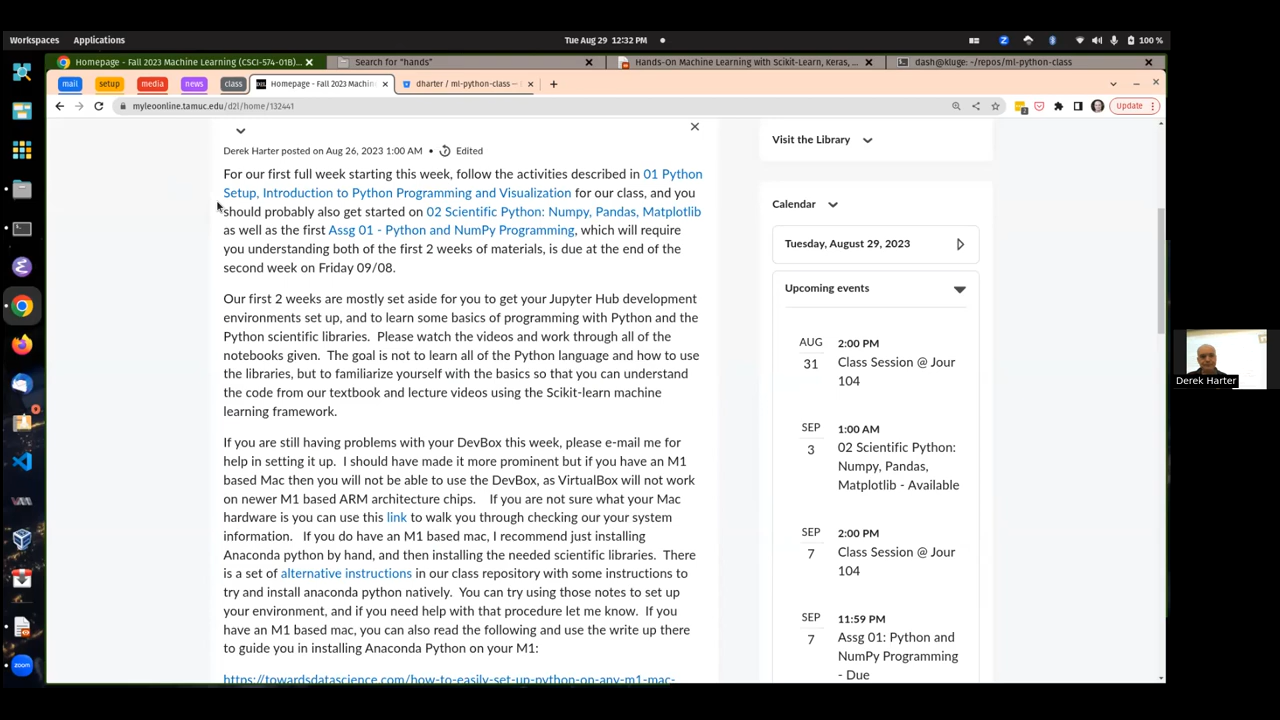 Workspaces Applications Tue Aug 29 12:32 PM 100 %
Homepage - Fall 2023 Machine Learning (CSCI-574-01B) × Search for "hands" × Hands-On Machine Learning with Scikit-Learn, Keras, ... × dash@kluge: ~/repos/ml-python-class
mail setup media news class Homepage - Fall 2023 Machin × dharter / ml-python-class — × +
myleoonline.tamuc.edu/d2l/home/132441 Update
Derek Harter posted on Aug 26, 2023 1:00 AM • Edited
For our first full week starting this week, follow the activities described in 01 Python
Setup, Introduction to Python Programming and Visualization for our class, and you
should probably also get started on 02 Scientific Python: Numpy, Pandas, Matplotlib
as well as the first Assg 01 - Python and NumPy Programming, which will require
you understanding both of the first 2 weeks of materials, is due at the end of the
second week on Friday 09/08.
Our first 2 weeks are mostly set aside for you to get your Jupyter Hub development
environments set up, and to learn some basics of programming with Python and the
Python scientific libraries. Please watch the videos and work through all of the
notebooks given. The goal is not to learn all of the Python language and how to use
the libraries, but to familiarize yourself with the basics so that you can understand
the code from our textbook and lecture videos using the Scikit-learn machine
learning framework.
If you are still having problems with your DevBox this week, please e-mail me for
help in setting it up. I should have made it more prominent but if you have an M1
based Mac then you will not be able to use the DevBox, as VirtualBox will not work
on newer M1 based ARM architecture chips. If you are not sure what your Mac
hardware is you can use this link to walk you through checking our your system
information. If you do have an M1 based mac, I recommend just installing
Anaconda python by hand, and then installing the needed scientific libraries. There
is a set of alternative instructions in our class repository with some instructions to
try and install anaconda python natively. You can try using those notes to set up
your environment, and if you need help with that procedure let me know. If you
have an M1 based mac, you can also read the following and use the write up there
to guide you in installing Anaconda Python on your M1:
https://towardsdatascience.com/how-to-easily-set-up-python-on-any-m1-mac-
Visit the Library
Calendar
Tuesday, August 29, 2023
Upcoming events
AUG 2:00 PM
31 Class Session @ Jour
104
SEP 1:00 AM
3 02 Scientific Python:
Numpy, Pandas,
Matplotlib - Available
SEP 2:00 PM
7 Class Session @ Jour
104
SEP 11:59 PM
7 Assg 01: Python and
NumPy Programming
- Due
zoom
Derek Harter